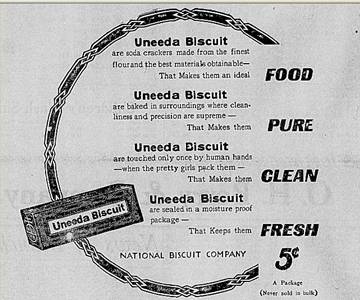 Uneeda Biscuit
are soda crackers made from the finest
flour and the best materials obtainable—
That Makes them an ideal FOOD
Uneeda Biscuit
are baked in surroundings where clean-
liness and precision are supreme —
That Makes them PURE
Uneeda Biscuit
are touched only once by human hands
—when the pretty girls pack them—
That Makes them CLEAN
Uneeda Biscuit
are sealed in a moisture proof
package—
That Keeps them FRESH
Uneeda Biscuit
5¢
NATIONAL BISCUIT COMPANY
A Package
(Never sold in bulk)